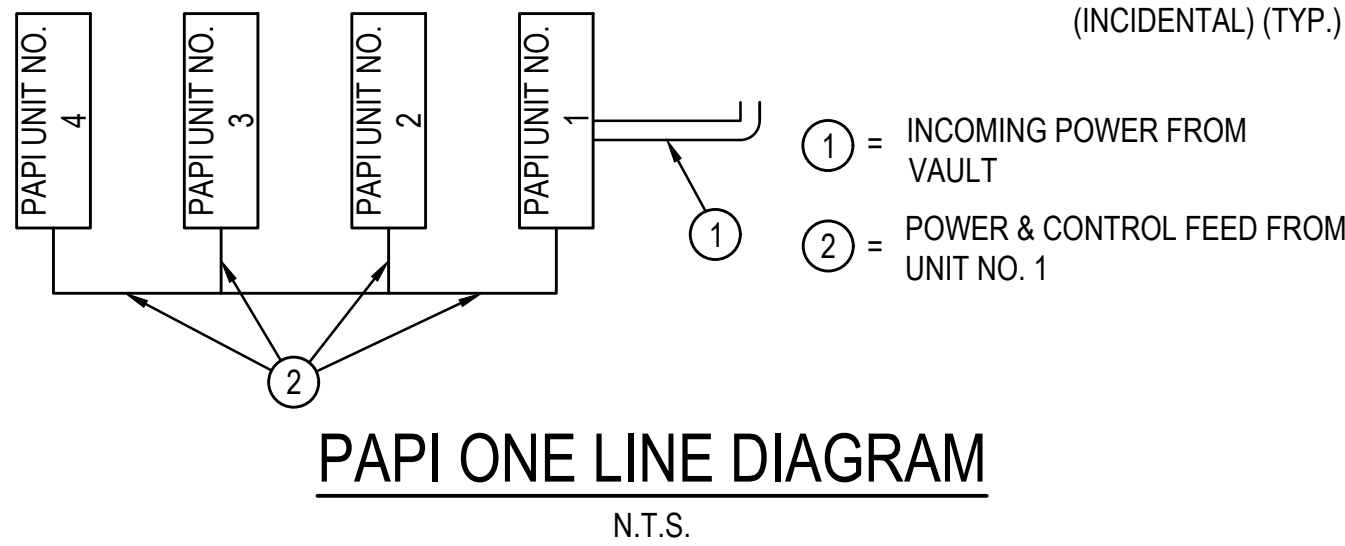 (INCIDENTAL) (TYP.)
PAPI UNIT NO.
4
PAPI UNIT NO.
3
PAPI UNIT NO.
2
PAPI UNIT NO.
1
1 = INCOMING POWER FROM
VAULT
1
2 = POWER & CONTROL FEED FROM
UNIT NO. 1
2
PAPI ONE LINE DIAGRAM
N.T.S.